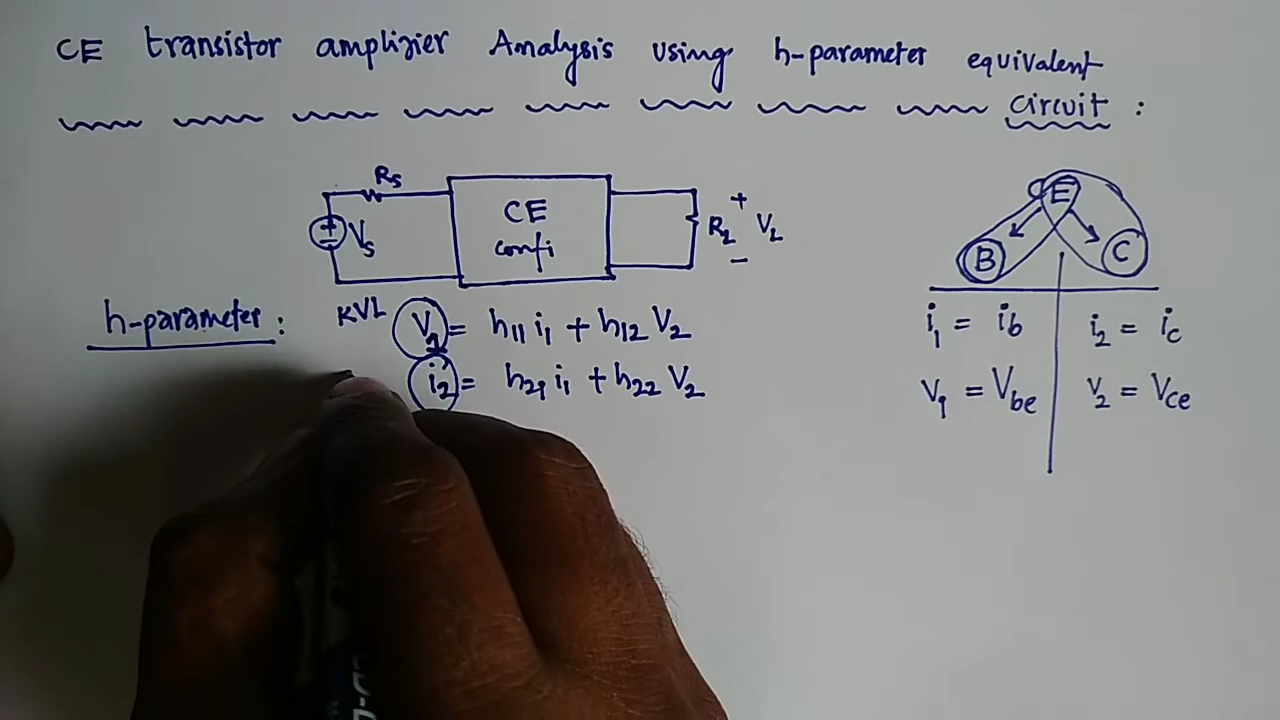 CE transistor amplifier Analysis using h-parameter equivalent
circuit :
Rs
Vs
CE
confi
+
R2 V2
-
E
B
C
h-parameter :
KVL V1 = h11 i1 + h12 V2
i2 = h21 i1 + h22 V2
i1 = ib
i2 = ic
V1 = Vbe
V2 = Vce